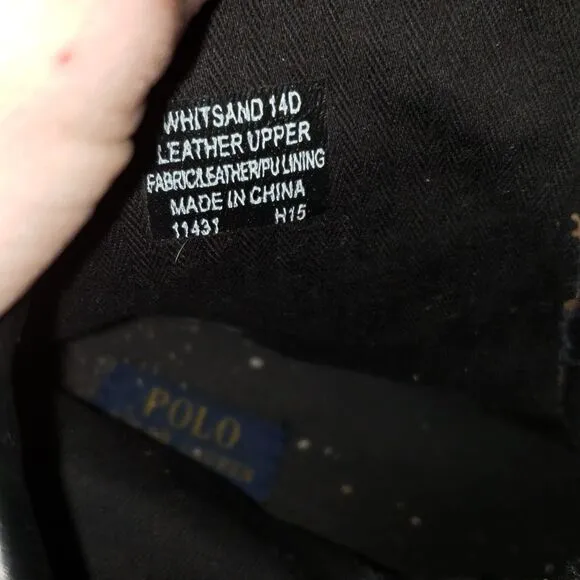 WHITSAND 14D
LEATHER UPPER
FABRIC/LEATHER/PU LINING
MADE IN CHINA
11431 H15
POLO